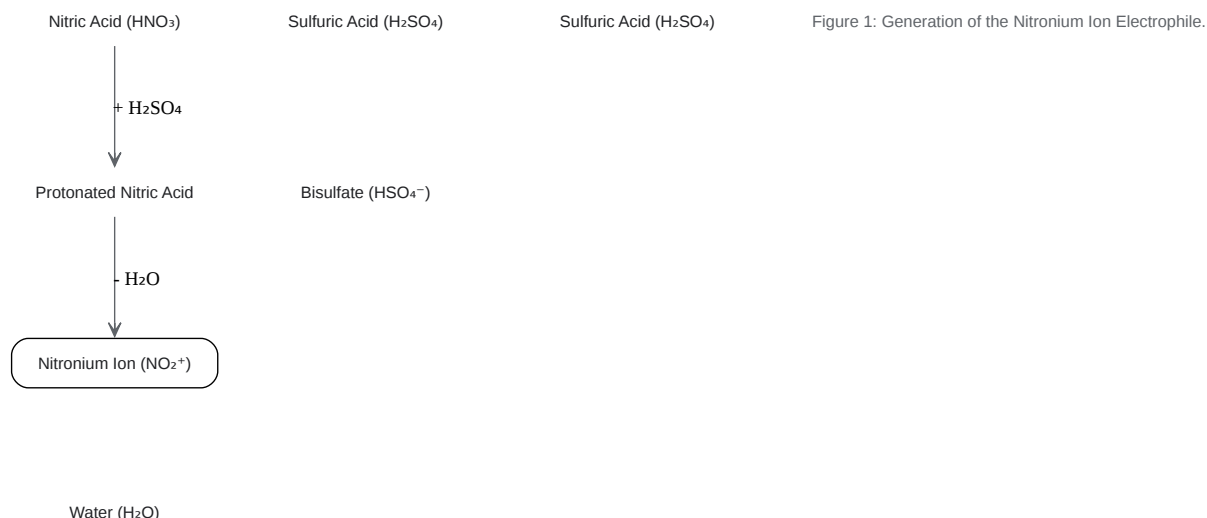 Nitric Acid (HNO₃)
Sulfuric Acid (H₂SO₄)
Sulfuric Acid (H₂SO₄)
Figure 1: Generation of the Nitronium Ion Electrophile.
+ H₂SO₄
Protonated Nitric Acid
Bisulfate (HSO₄⁻)
- H₂O
Nitronium Ion (NO₂⁺)
Water (H₂O)